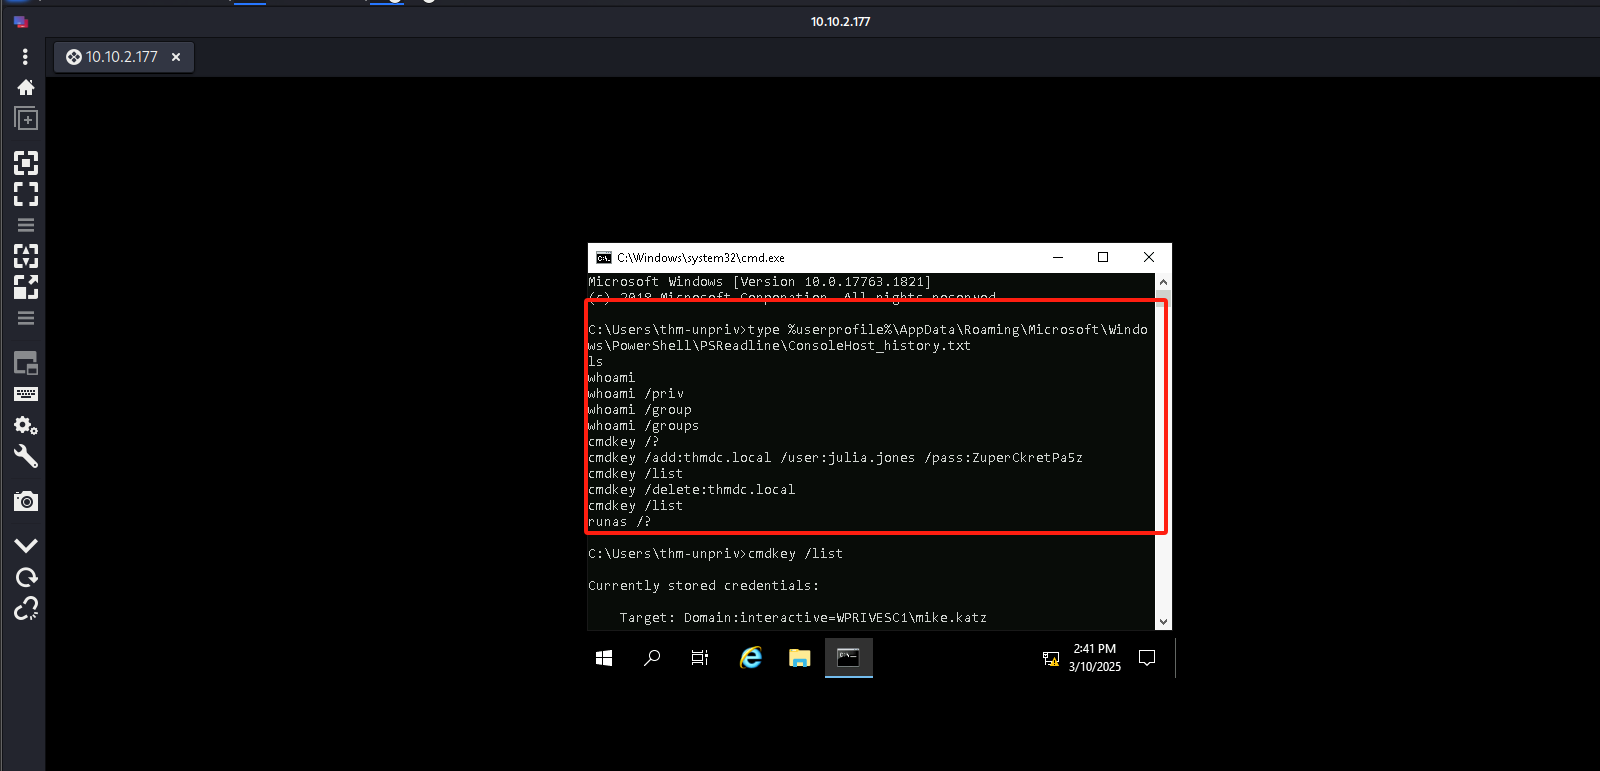 10.10.2.177
10.10.2.177
C:\Windows\system32\cmd.exe
Microsoft Windows [Version 10.0.17763.1821]
(c) 2018 Microsoft Corporation. All rights reserved.
C:\Users\thm-unpriv>type %userprofile%\AppData\Roaming\Microsoft\Windo
ws\PowerShell\PSReadline\ConsoleHost_history.txt
ls
whoami
whoami /priv
whoami /group
whoami /groups
cmdkey /?
cmdkey /add:thmdc.local /user:julia.jones /pass:ZuperCkretPa5z
cmdkey /list
cmdkey /delete:thmdc.local
cmdkey /list
runas /?
C:\Users\thm-unpriv>cmdkey /list
Currently stored credentials:
Target: Domain:interactive=WPRIVESC1\mike.katz
2:41 PM
3/10/2025